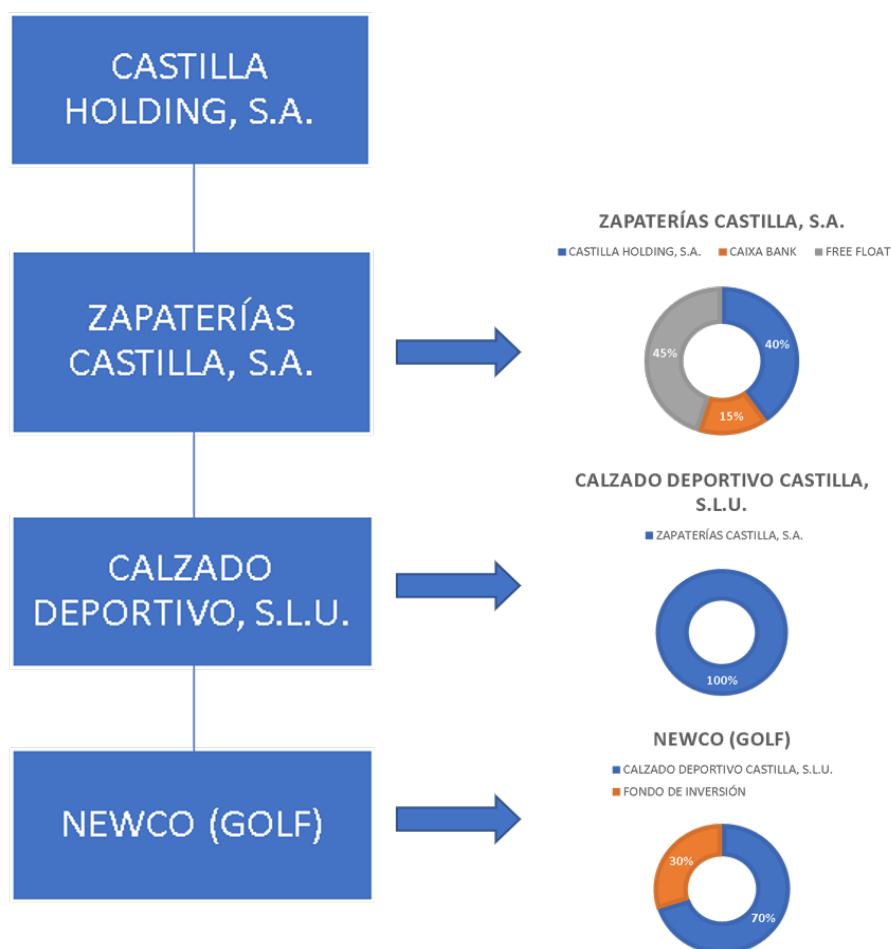 CASTILLA
HOLDING, S.A.
ZAPATERÍAS
CASTILLA, S.A.
ZAPATERÍAS CASTILLA, S.A.
CASTILLA HOLDING, S.A. CAIXA BANK FREE FLOAT
45%
40%
15%
CALZADO
DEPORTIVO, S.L.U.
CALZADO DEPORTIVO CASTILLA,
S.L.U.
ZAPATERÍAS CASTILLA, S.A.
100%
NEWCO (GOLF)
NEWCO (GOLF)
CALZADO DEPORTIVO CASTILLA, S.L.U.
FONDO DE INVERSIÓN
30%
70%